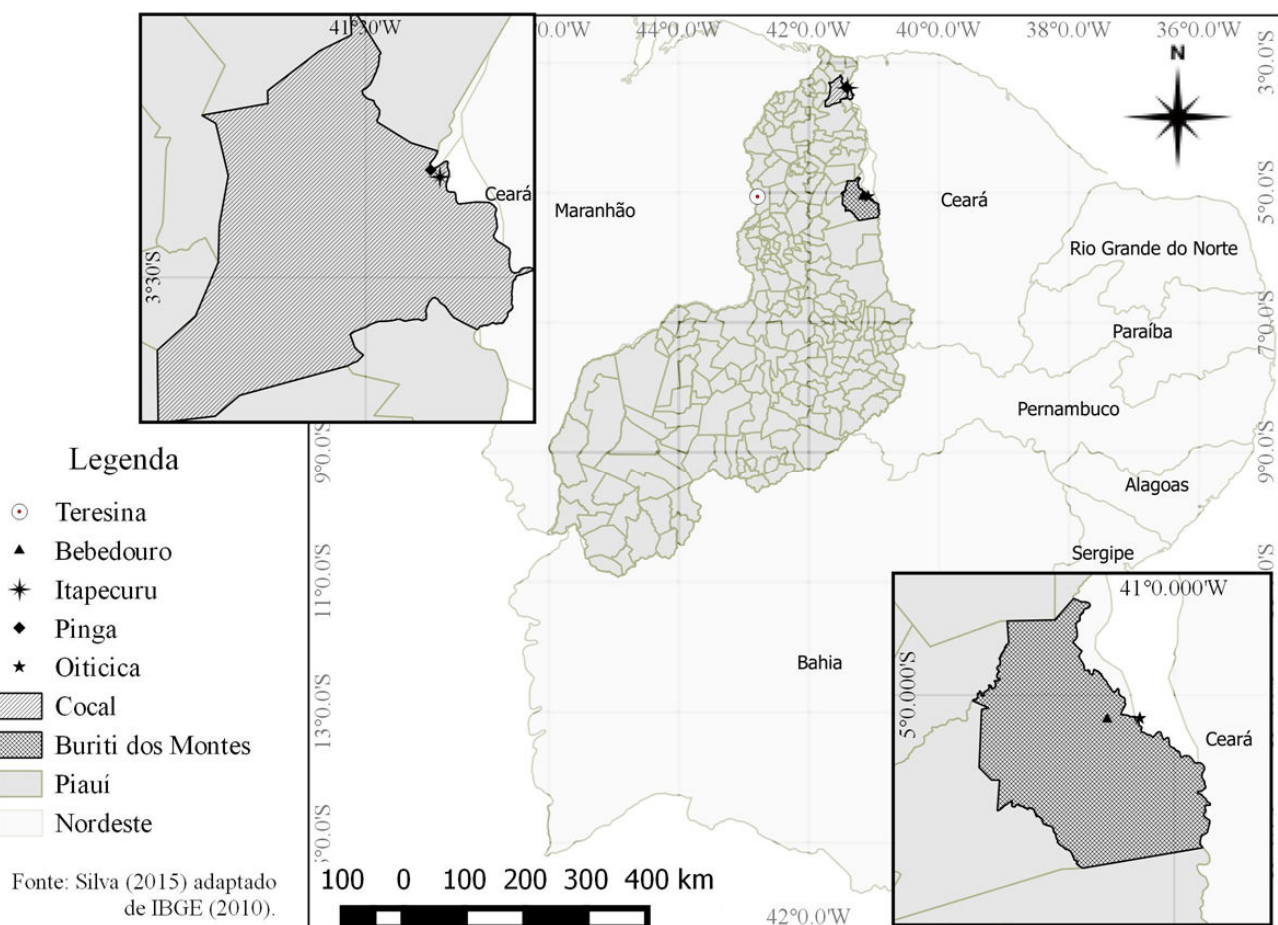 41°30'W
3°30'S
Ceará
.0.0'W
44°0.0'W
42°0.0'W
40°0.0'W
38°0.0'W
36°0.0'W
N
3°0.0'S
5°0.0'S
7°0.0'S
9°0.0'S
Maranhão
Ceará
Rio Grande do Norte
Paraíba
Pernambuco
Alagoas
Sergipe
Bahia
9°0.0'S
11°0.0'S
13°0.0'S
5°0.0'S
42°0.0'W
Legenda
Teresina
Bebedouro
Itapecuru
Pinga
Oiticica
Cocal
Buriti dos Montes
Piauí
Nordeste
Fonte: Silva (2015) adaptado
de IBGE (2010).
100 0 100 200 300 400 km
41°0.000'W
5°0.000'S
Ceará